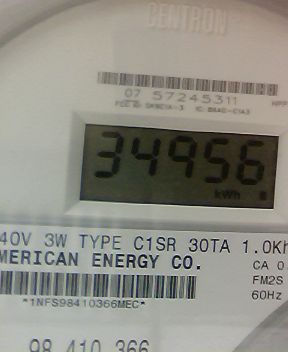 CENTRON
07 57245311
34956
kWh
40V 3W TYPE C1SR 30TA 1.0Kh
MERICAN ENERGY CO.
CA 0.
FM2S
60Hz
*1NFS98410366MEC*
98 410 366